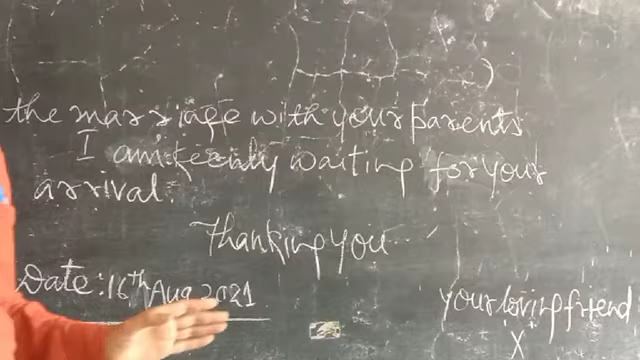 the marriage with your parents
I am keenly waiting for your
arrival.
Thanking you...
Date: 16th Aug 2021
your loving friend
'X'